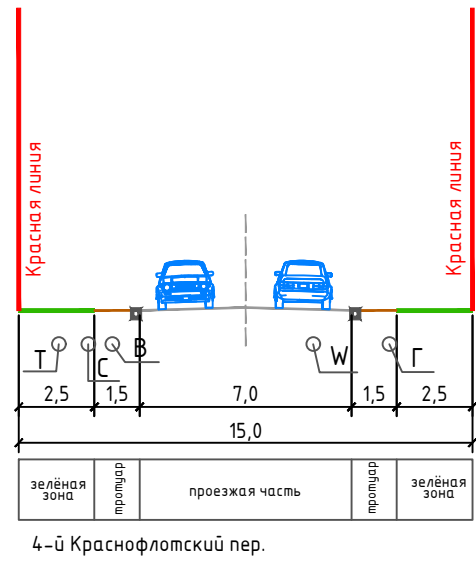 Красная линия
Красная линия
Т
С
В
W
Г
2,5
1,5
7,0
1,5
2,5
15,0
зелёная
зона
тротуар
проезжая часть
тротуар
зелёная
зона
4-й Краснофлотский пер.